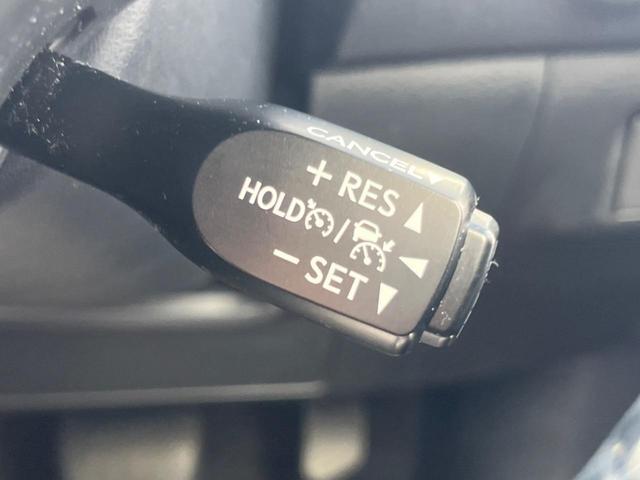 CANCEL
+ RES
HOLD /
- SET